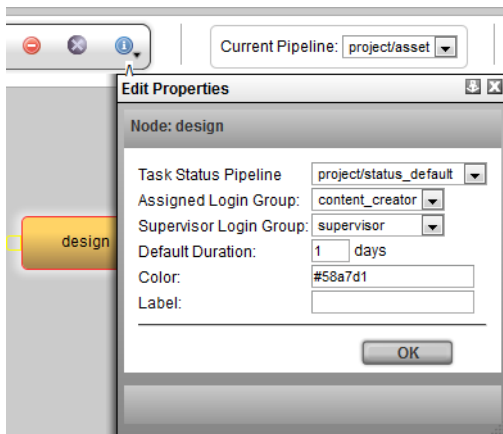 Current Pipeline: project/asset
Edit Properties
Node: design
Task Status Pipeline project/status_default
Assigned Login Group: content_creator
Supervisor Login Group: supervisor
design
Default Duration: 1 days
Color: #58a7d1
Label:
OK